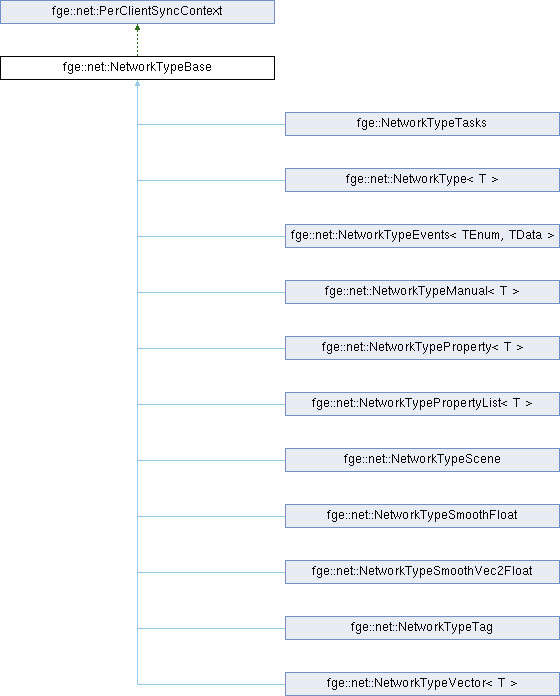 fge::net::PerClientSyncContext
fge::net::NetworkTypeBase
fge::NetworkTypeTasks
fge::net::NetworkType< T >
fge::net::NetworkTypeEvents< TEnum, TData >
fge::net::NetworkTypeManual< T >
fge::net::NetworkTypeProperty< T >
fge::net::NetworkTypePropertyList< T >
fge::net::NetworkTypeScene
fge::net::NetworkTypeSmoothFloat
fge::net::NetworkTypeSmoothVec2Float
fge::net::NetworkTypeTag
fge::net::NetworkTypeVector< T >